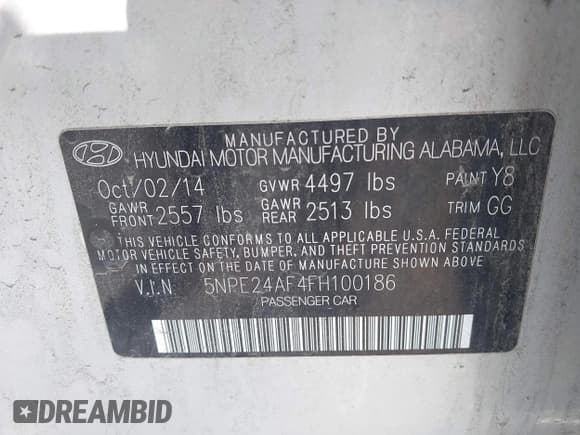 MANUFACTURED BY
HYUNDAI MOTOR MANUFACTURING ALABAMA, LLC
Oct/02/14 GVWR 4497 lbs PAINT Y8
GAWR FRONT 2557 lbs GAWR REAR 2513 lbs TRIM GG
THIS VEHICLE CONFORMS TO ALL APPLICABLE U.S.A. FEDERAL
MOTOR VEHICLE SAFETY, BUMPER, AND THEFT PREVENTION STANDARDS
IN EFFECT ON THE DATE OF MANUFACTURE SHOWN ABOVE
V.I.N 5NPE24AF4FH100186
PASSENGER CAR
DREAMBID